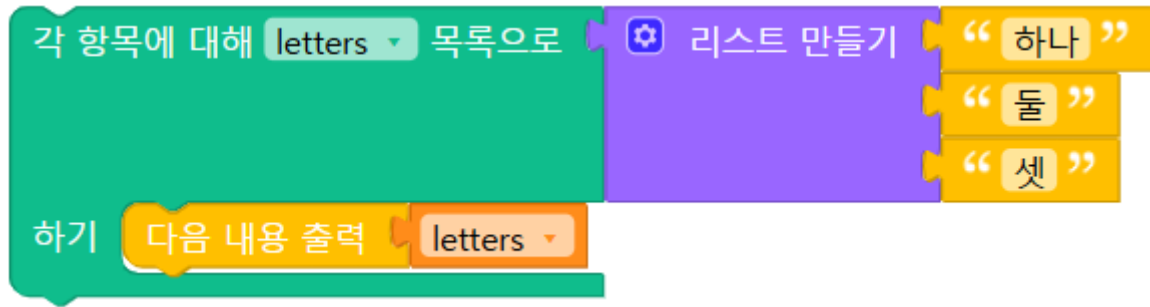 각 항목에 대해 letters 목록으로 리스트 만들기 “ 하나 ”
“ 둘 ”
“ 셋 ”
하기 다음 내용 출력 letters